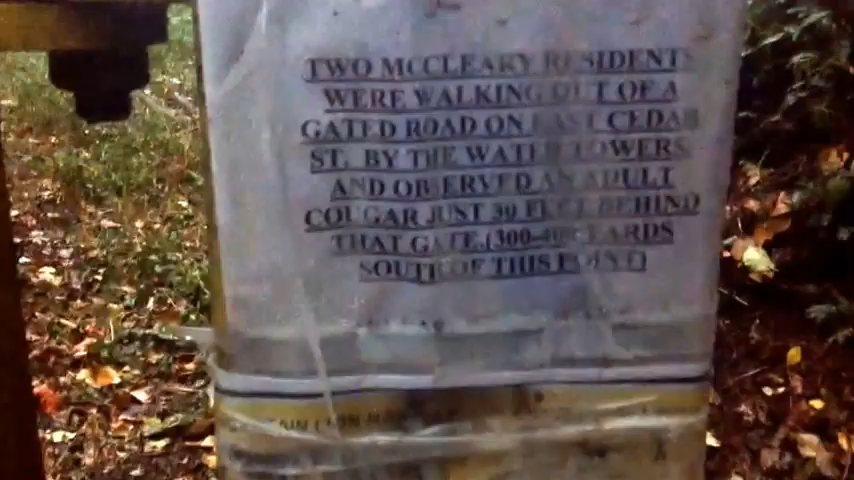 TWO MCCLEARY RESIDENTS
WERE WALKING OUT OF A
GATED ROAD ON EAST CEDAR
ST. BY THE WATER TOWERS
AND OBSERVED AN ADULT
COUGAR JUST 30 FEET BEHIND
THAT GATE.(300-400 YARDS
SOUTH OF THIS POINT)
LION